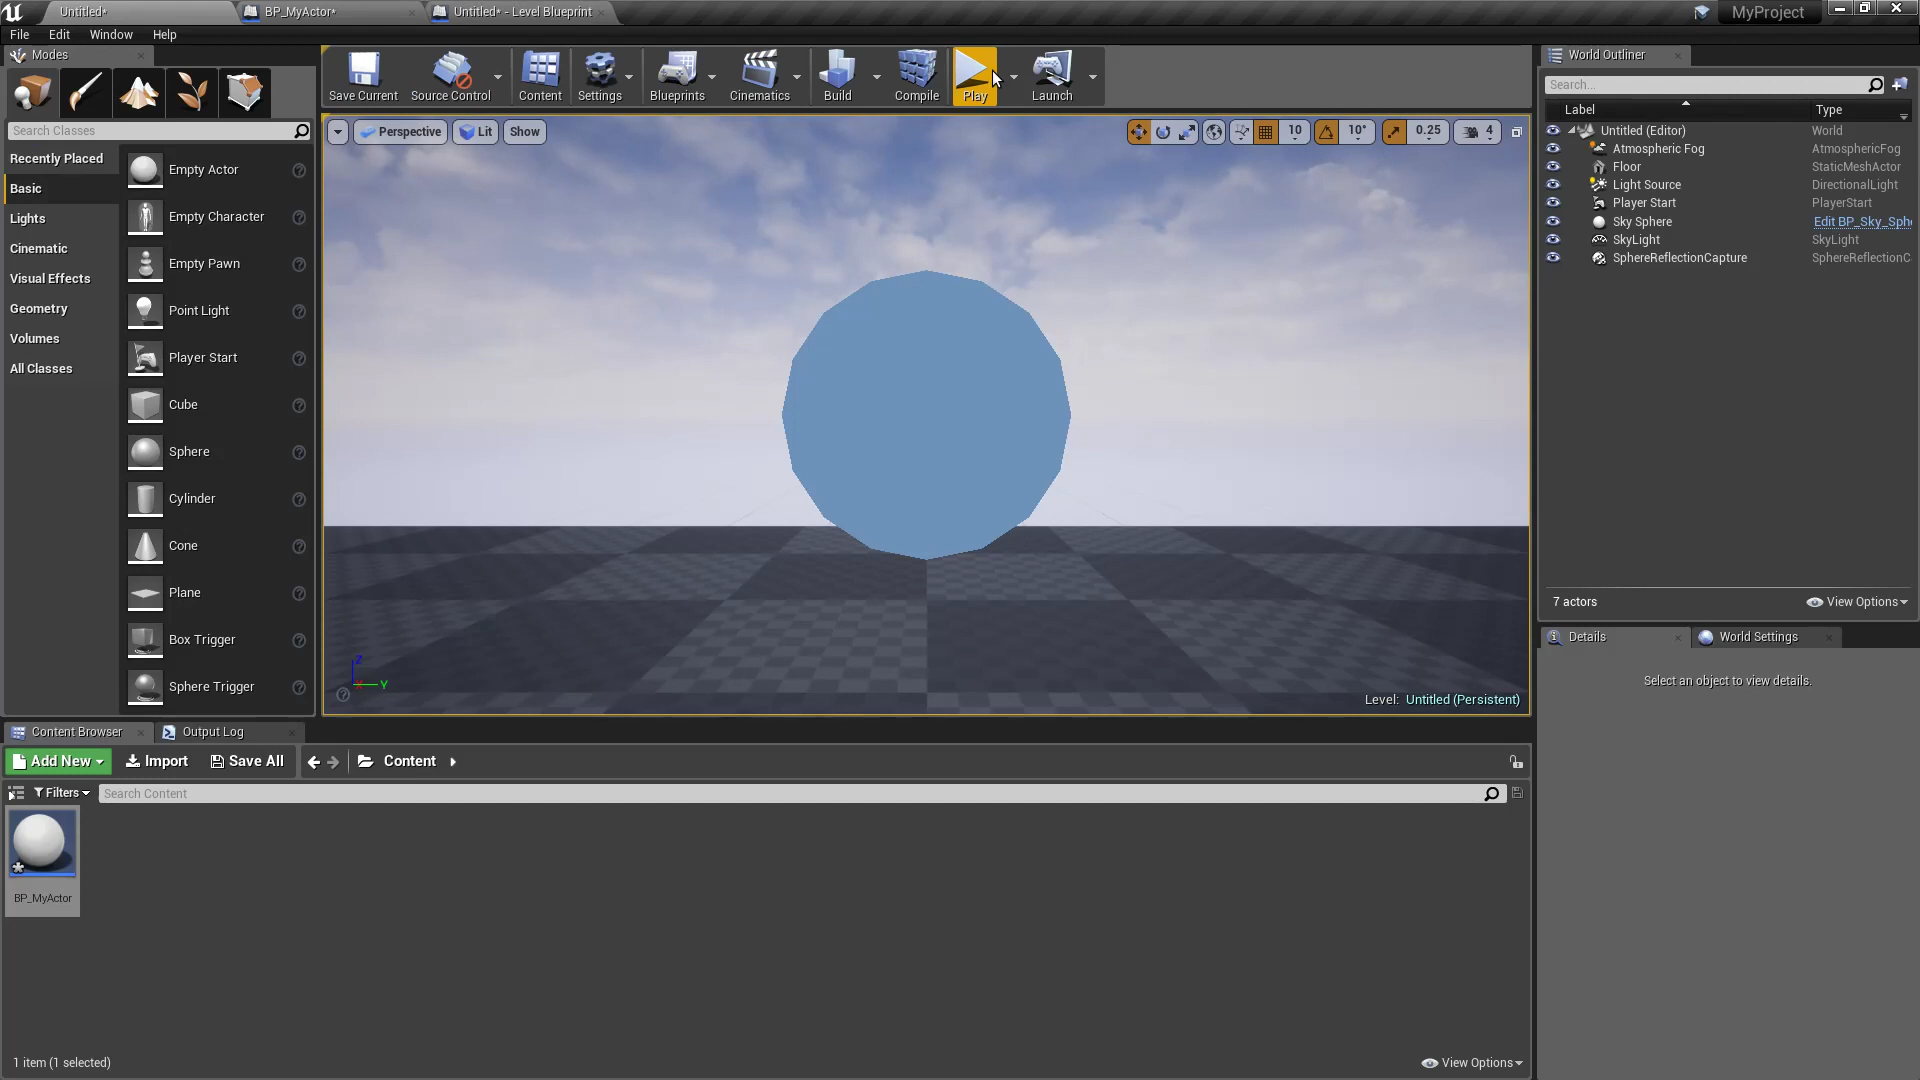 Untitled*
BP_MyActor*
Untitled* - Level Blueprint
MyProject
File
Edit
Window
Help
Modes
Save Current
Source Control
Content
Settings
Blueprints
Cinematics
Build
Compile
Play
Launch
Search Classes
Recently Placed
Basic
Lights
Cinematic
Visual Effects
Geometry
Volumes
All Classes
Empty Actor
Empty Character
Empty Pawn
Point Light
Player Start
Cube
Sphere
Cylinder
Cone
Plane
Box Trigger
Sphere Trigger
Perspective
Lit
Show
10
10°
0.25
4
Z
X
Y
Level: Untitled (Persistent)
World Outliner
Search...
Label
Type
Untitled (Editor) World
Atmospheric Fog AtmosphericFog
Floor StaticMeshActor
Light Source DirectionalLight
Player Start PlayerStart
Sky Sphere Edit BP_Sky_Sphe
SkyLight SkyLight
SphereReflectionCapture SphereReflectionC
7 actors
View Options
Details
World Settings
Select an object to view details.
Content Browser
Output Log
Add New
Import
Save All
Content
Filters
Search Content
BP_MyActor
1 item (1 selected)
View Options